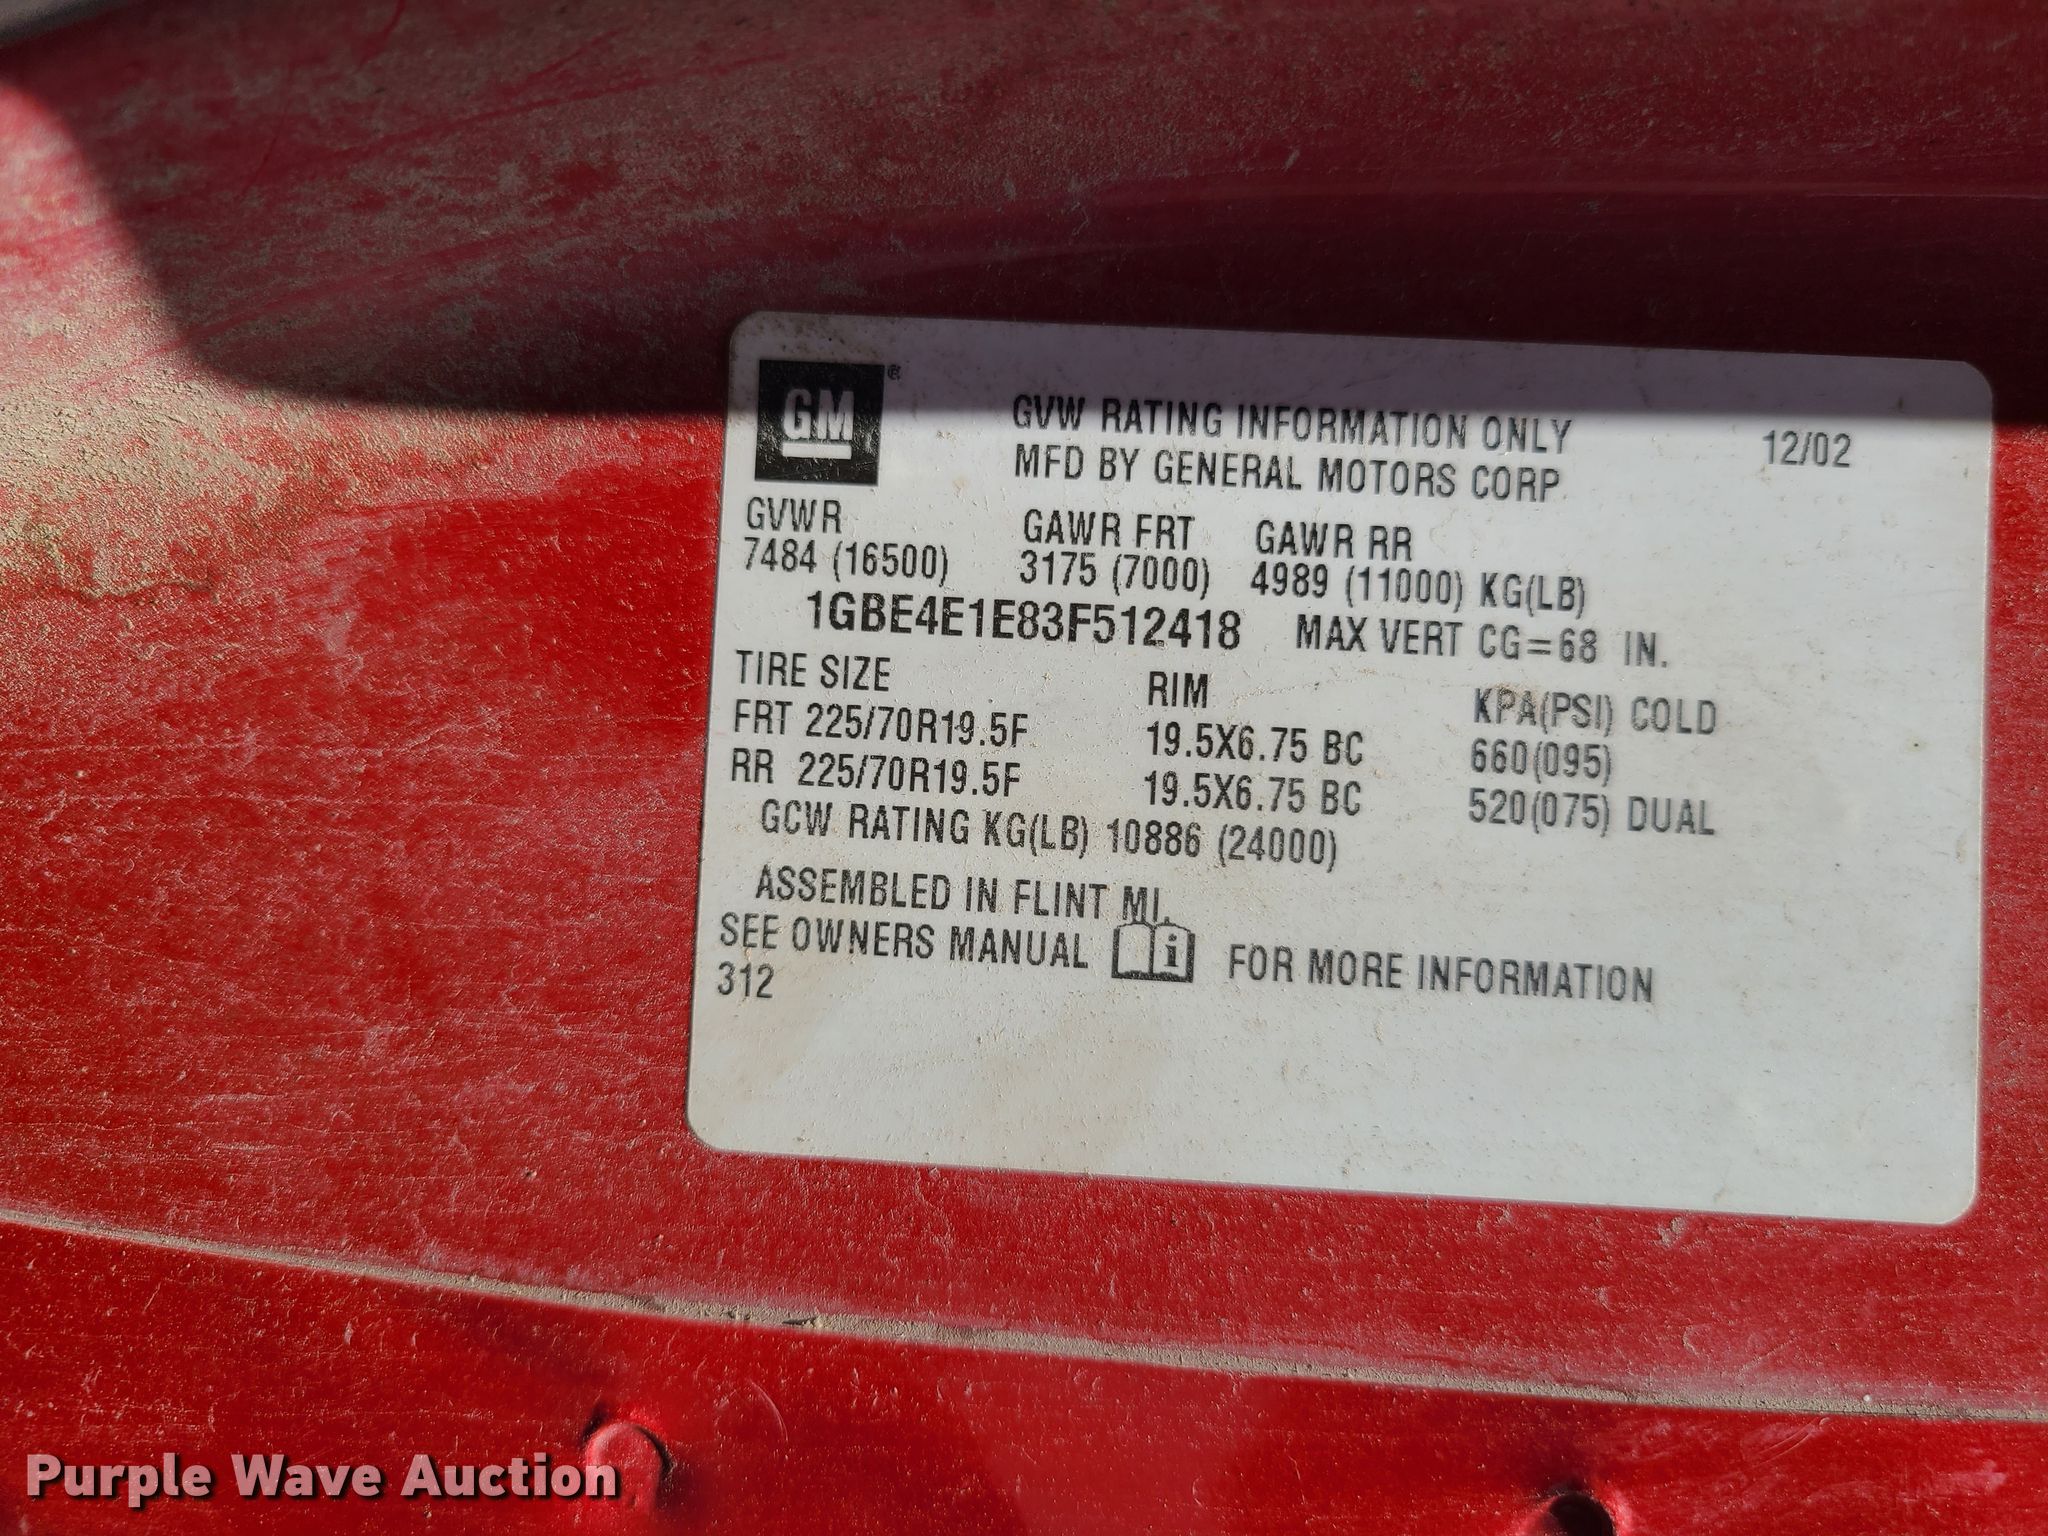 GM
GVW RATING INFORMATION ONLY 12/02
MFD BY GENERAL MOTORS CORP
GVWR GAWR FRT GAWR RR
7484 (16500) 3175 (7000) 4989 (11000) KG(LB)
1GBE4E1E83F512418 MAX VERT CG=68 IN.
TIRE SIZE RIM KPA(PSI) COLD
FRT 225/70R19.5F 19.5X6.75 BC 660(095)
RR 225/70R19.5F 19.5X6.75 BC 520(075) DUAL
GCW RATING KG(LB) 10886 (24000)
ASSEMBLED IN FLINT MI.
SEE OWNERS MANUAL i FOR MORE INFORMATION
312
Purple Wave Auction